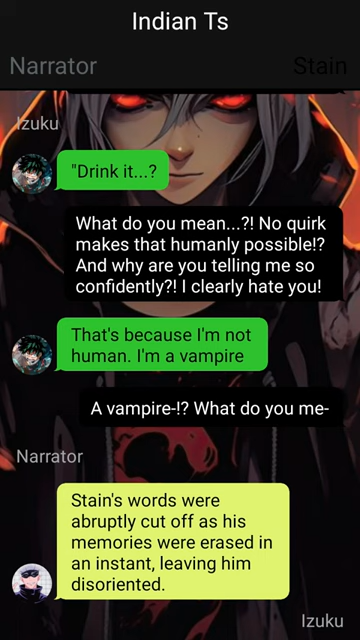 Indian Ts
Narrator
Stain
Izuku
"Drink it...?
What do you mean...?! No quirk
makes that humanly possible!?
And why are you telling me so
confidently?! I clearly hate you!
That's because I'm not
human. I'm a vampire
A vampire-!? What do you me-
Narrator
Stain's words were
abruptly cut off as his
memories were erased in
an instant, leaving him
disoriented.
Izuku